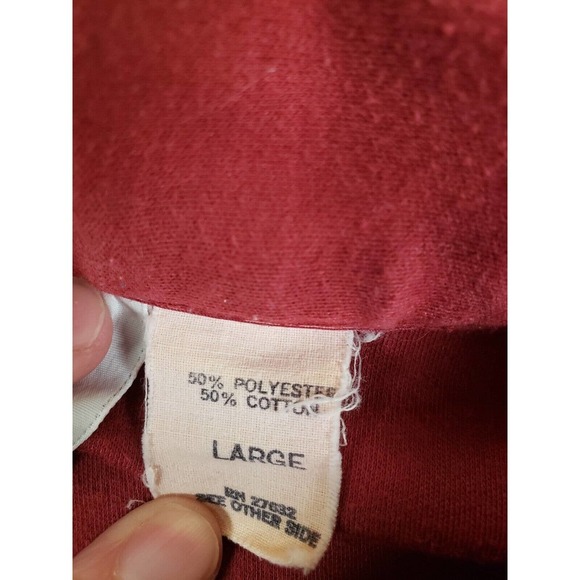 50% POLYESTER
50% COTTON
LARGE
RN 27632
SEE OTHER SIDE